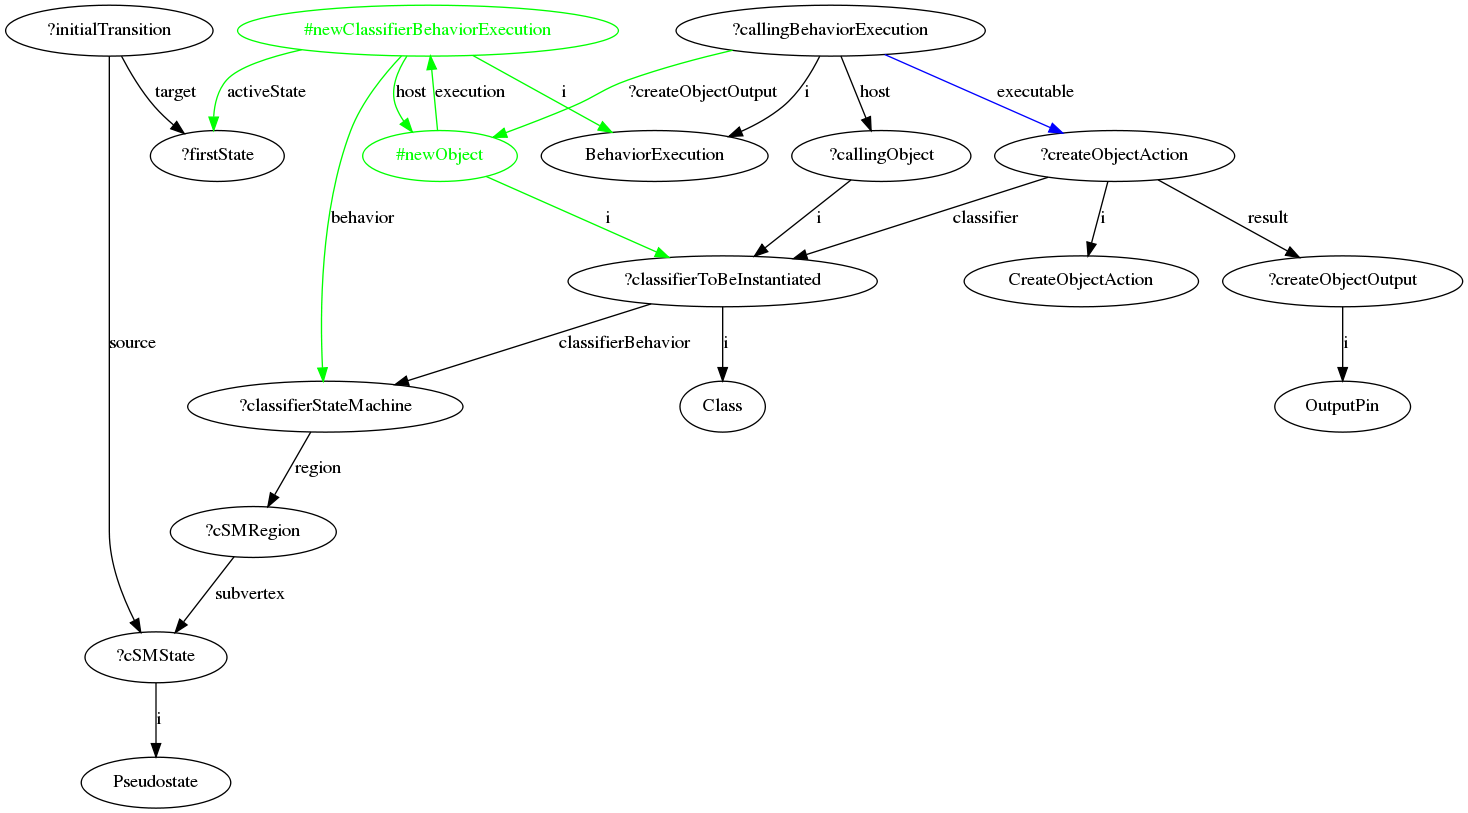 ?initialTransition
#newClassifierBehaviorExecution
?callingBehaviorExecution
target
activeState
host
execution
i
?createObjectOutput
i
host
executable
?firstState
#newObject
BehaviorExecution
?callingObject
?createObjectAction
behavior
i
i
classifier
i
result
?classifierToBeInstantiated
CreateObjectAction
?createObjectOutput
source
classifierBehavior
i
i
?classifierStateMachine
Class
OutputPin
region
?cSMRegion
subvertex
?cSMState
i
Pseudostate